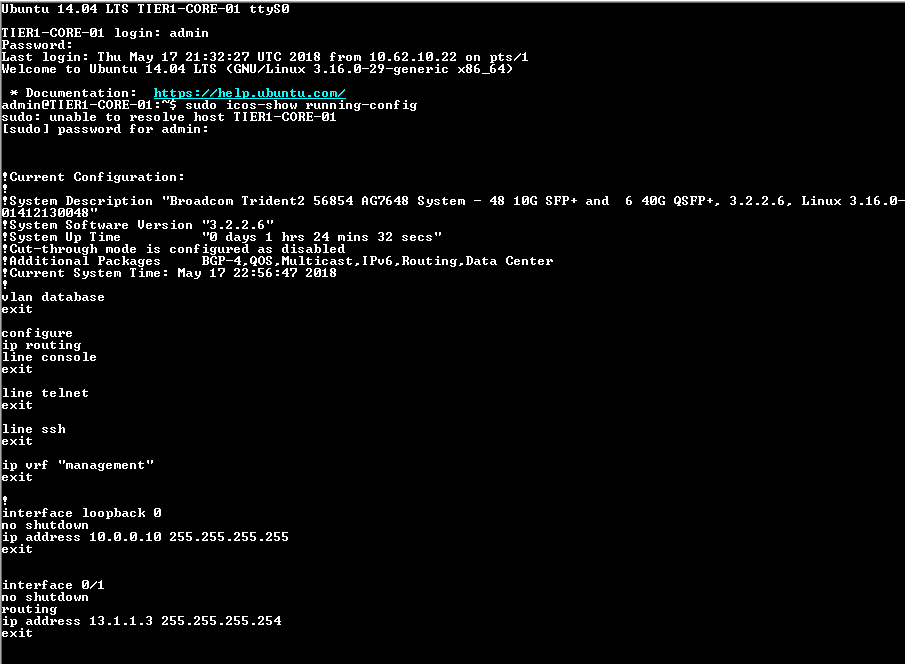 Ubuntu 14.04 LTS TIER1-CORE-01 ttyS0
TIER1-CORE-01 login: admin
Password:
Last login: Thu May 17 21:32:27 UTC 2018 from 10.62.10.22 on pts/1
Welcome to Ubuntu 14.04 LTS (GNU/Linux 3.16.0-29-generic x86_64)
* Documentation:  https://help.ubuntu.com/
admin@TIER1-CORE-01:~$ sudo icos-show running-config
sudo: unable to resolve host TIER1-CORE-01
[sudo] password for admin:
!Current Configuration:
!
!System Description "Broadcom Trident2 56854 AG7648 System - 48 10G SFP+ and  6 40G QSFP+, 3.2.2.6, Linux 3.16.0-
01412130048"
!System Software Version "3.2.2.6"
!System Up Time          "0 days 1 hrs 24 mins 32 secs"
!Cut-through mode is configured as disabled
!Additional Packages     BGP-4,QOS,Multicast,IPv6,Routing,Data Center
!Current System Time: May 17 22:56:47 2018
!
vlan database
exit
configure
ip routing
line console
exit
line telnet
exit
line ssh
exit
ip vrf "management"
exit
!
interface loopback 0
no shutdown
ip address 10.0.0.10 255.255.255.255
exit
interface 0/1
no shutdown
routing
ip address 13.1.1.3 255.255.255.254
exit